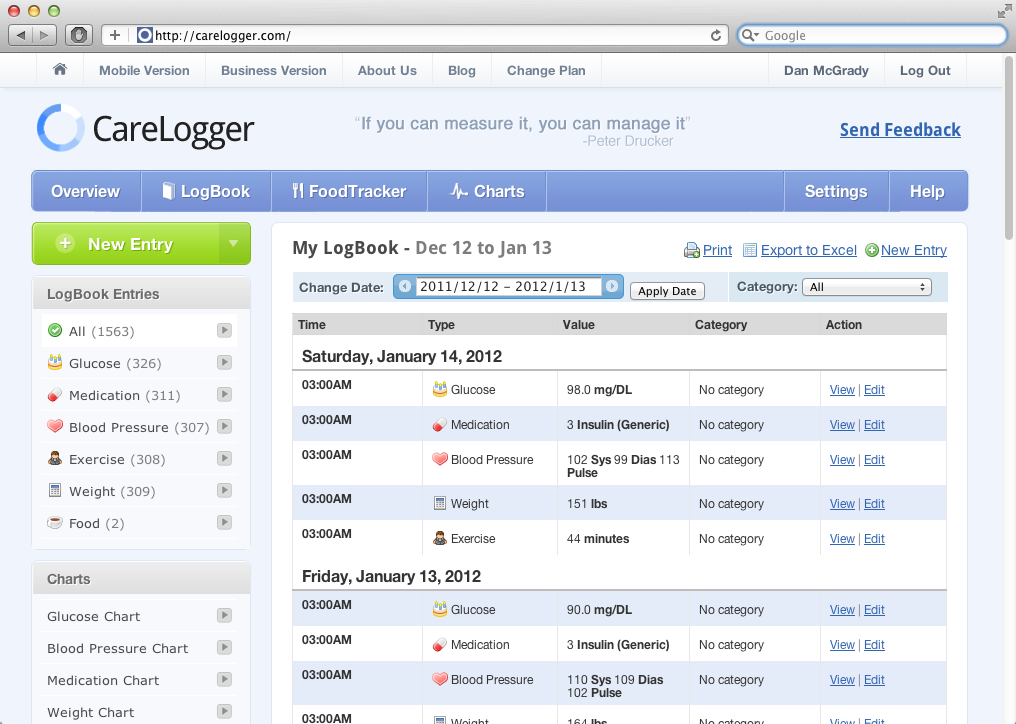 http://carelogger.com/
Google
Mobile Version
Business Version
About Us
Blog
Change Plan
Dan McGrady
Log Out
CareLogger
“If you can measure it, you can manage it”
-Peter Drucker
Send Feedback
Overview
LogBook
FoodTracker
Charts
Settings
Help
New Entry
LogBook Entries
All (1563)
Glucose (326)
Medication (311)
Blood Pressure (307)
Exercise (308)
Weight (309)
Food (2)
Charts
Glucose Chart
Blood Pressure Chart
Medication Chart
Weight Chart
My LogBook - Dec 12 to Jan 13
Print
Export to Excel
New Entry
Change Date:
2011/12/12 – 2012/1/13
Apply Date
Category:
All
Time Type Value Category Action
Saturday, January 14, 2012
03:00AM Glucose 98.0 mg/DL No category View | Edit
03:00AM Medication 3 Insulin (Generic) No category View | Edit
03:00AM Blood Pressure 102 Sys 99 Dias 113 No category View | Edit
Pulse
03:00AM Weight 151 lbs No category View | Edit
03:00AM Exercise 44 minutes No category View | Edit
Friday, January 13, 2012
03:00AM Glucose 90.0 mg/DL No category View | Edit
03:00AM Medication 3 Insulin (Generic) No category View | Edit
03:00AM Blood Pressure 110 Sys 109 Dias No category View | Edit
102 Pulse
03:00AM Weight 164 lbs No category View | Edit